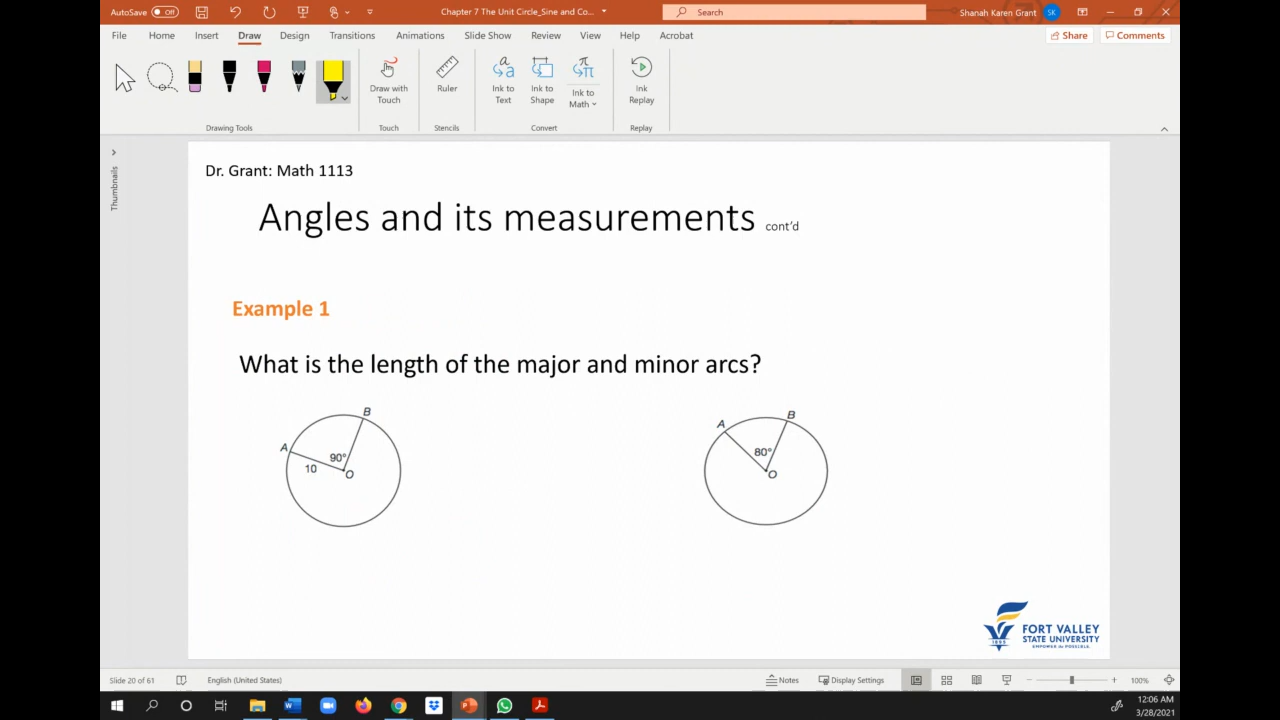 AutoSave Off
Chapter 7 The Unit Circle_Sine and Co...
Search
Shanah Karen Grant SK
File Home Insert Draw Design Transitions Animations Slide Show Review View Help Acrobat
Share Comments
Draw with Touch
Ruler
Ink to Text
Ink to Shape
Ink to Math
Ink Replay
Drawing Tools Touch Stencils Convert Replay
Thumbnails
Dr. Grant: Math 1113
Angles and its measurements cont’d
Example 1
What is the length of the major and minor arcs?
B
A
90°
10
O
A
B
80°
O
FORT VALLEY
STATE UNIVERSITY
EMPOWER the POSSIBLE.
1895
Slide 20 of 61 English (United States) Notes Display Settings 100%
12:06 AM
3/28/2021